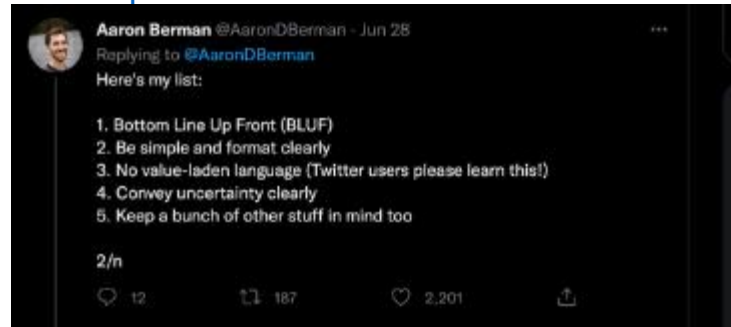 Aaron Berman @AaronDBerman · Jun 28
Replying to @AaronDBerman
Here's my list:
1. Bottom Line Up Front (BLUF)
2. Be simple and format clearly
3. No value-laden language (Twitter users please learn this!)
4. Convey uncertainty clearly
5. Keep a bunch of other stuff in mind too
2/n
12 187 2,201